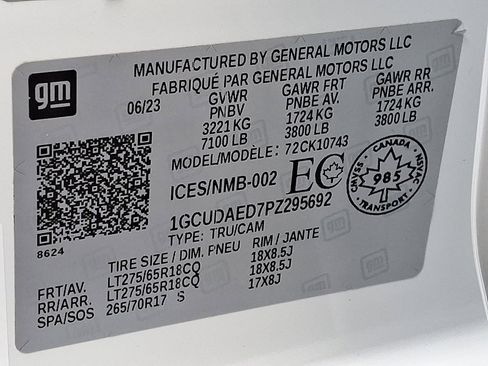 gm
MANUFACTURED BY GENERAL MOTORS LLC
FABRIQUÉ PAR GENERAL MOTORS LLC
06/23 GVWR GAWR FRT GAWR RR
PNBV PNBE AV. PNBE ARR.
3221 KG 1724 KG 1724 KG
7100 LB 3800 LB 3800 LB
MODEL/MODÈLE: 72CK10743
ICES/NMB-002 EC
CANADA
CMVSS NSVAC
985
TRANSPORT
1GCUDAED7PZ295692
TYPE: TRU/CAM
8624
TIRE SIZE / DIM. PNEU RIM / JANTE
FRT/AV. LT275/65R18CQ 18X8.5J
RR/ARR. LT275/65R18CQ 18X8.5J
SPA/SOS 265/70R17 S 17X8J